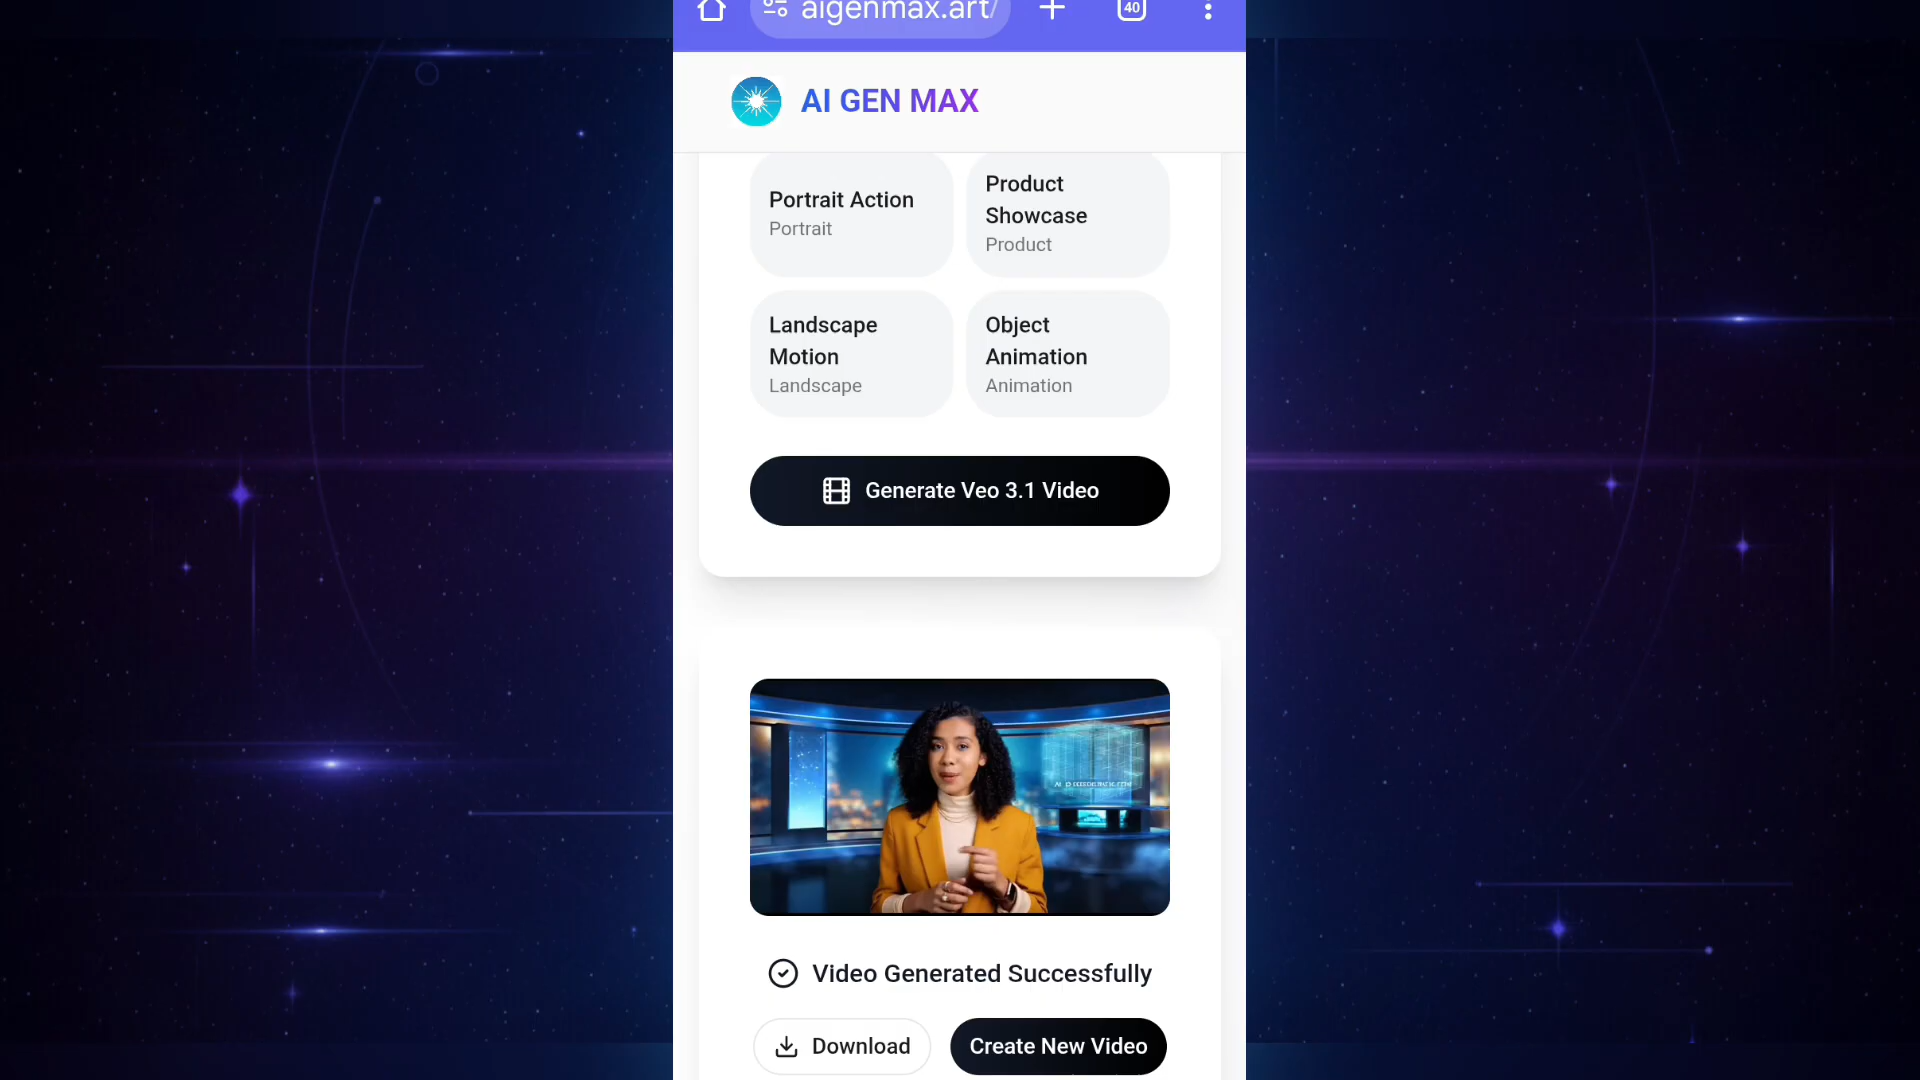 aigenmax.art/
40
AI GEN MAX
Portrait Action
Portrait
Product
Showcase
Product
Landscape
Motion
Landscape
Object
Animation
Animation
Generate Veo 3.1 Video
Video Generated Successfully
Download
Create New Video